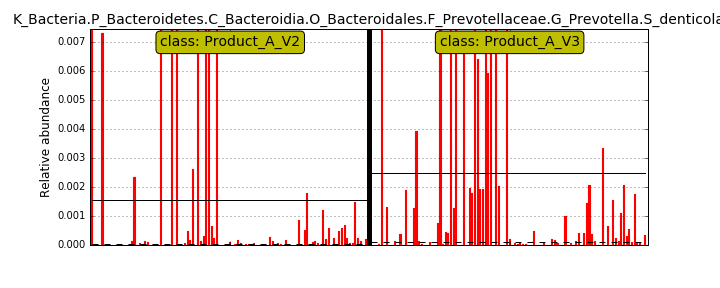 K_Bacteria.P_Bacteroidetes.C_Bacteroidia.O_Bacteroidales.F_Prevotellaceae.G_Prevotella.S_denticola
class: Product_A_V2
class: Product_A_V3
Relative abundance
0.007
0.006
0.005
0.004
0.003
0.002
0.001
0.000